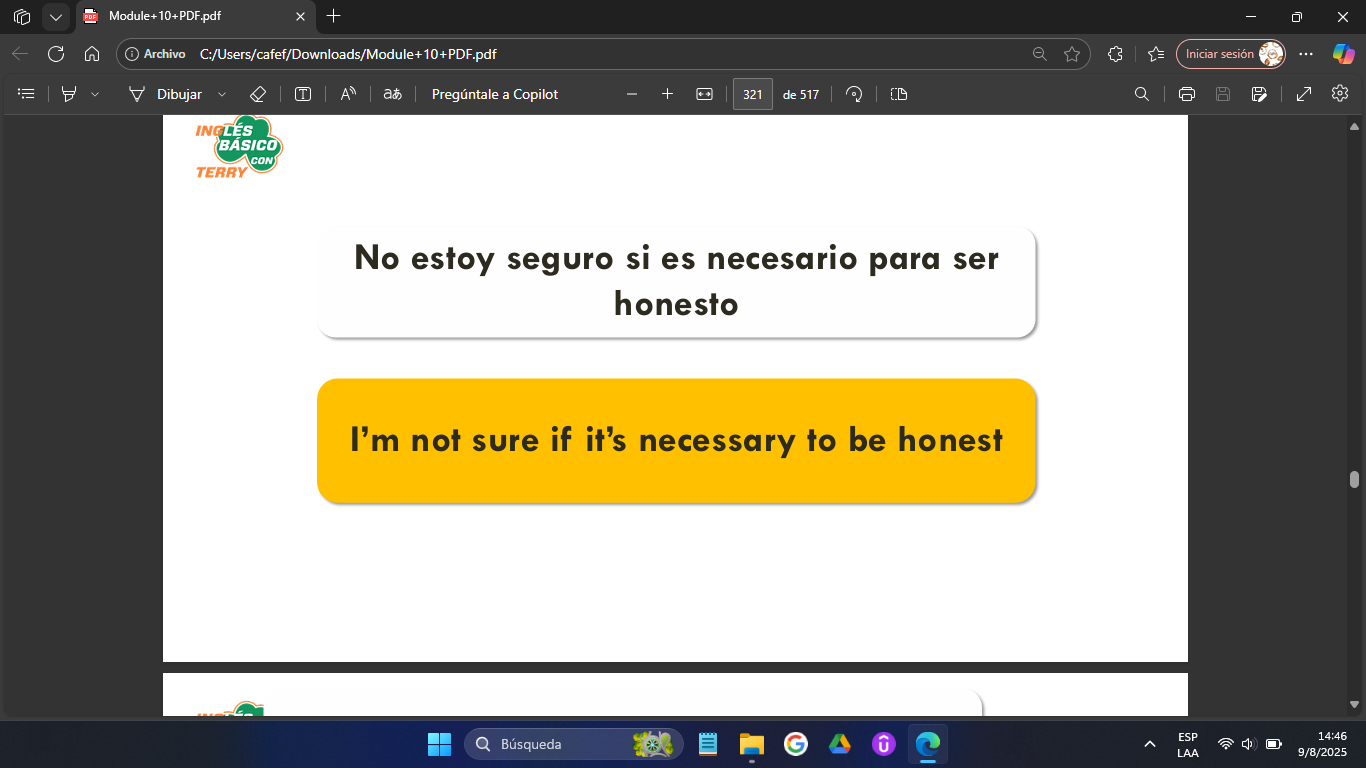 Module+10+PDF.pdf
Archivo C:/Users/cafef/Downloads/Module+10+PDF.pdf
Iniciar sesión
Dibujar
Pregúntale a Copilot
321 de 517
INGLÉS
BÁSICO
CON
TERRY
No estoy seguro si es necesario para ser
honesto
I'm not sure if it's necessary to be honest
Búsqueda
ESP
LAA
14:46
9/8/2025